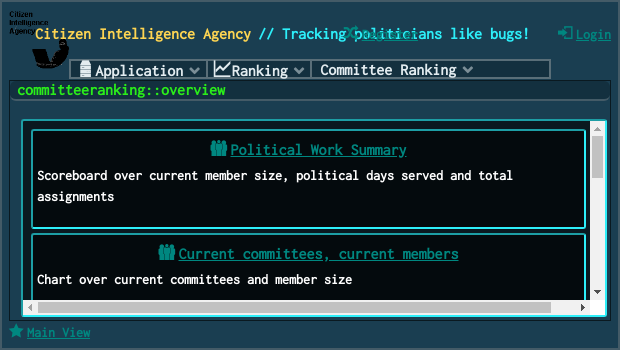 Citizen
Intelligence
Agency
Citizen Intelligence Agency // Tracking politicians like bugs!
Register
Login
Application
Ranking
Committee Ranking
committeeranking::overview
Political Work Summary
Scoreboard over current member size, political days served and total
assignments
Current committees, current members
Chart over current committees and member size
Main View